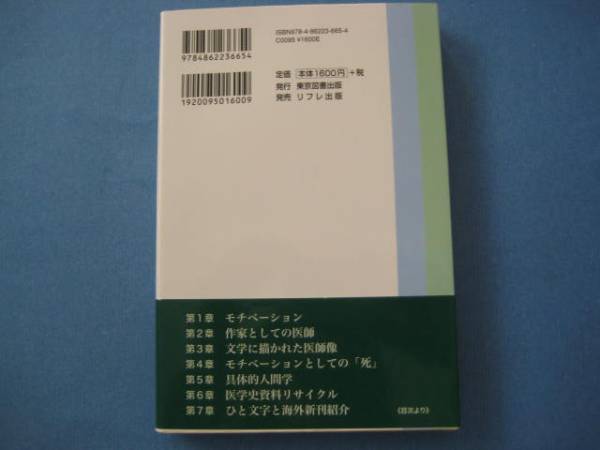 ISBN978-4-86223-665-4
C0095 ¥1600E
9784862236654
1920095016009
定価 本体1600円 +税
発行 東京図書出版
発売 リフレ出版
第1章 モチベーション
第2章 作家としての医師
第3章 文学に描かれた医師像
第4章 モチベーションとしての「死」
第5章 具体的人間学
第6章 医学史資料リサイクル
第7章 ひと文字と海外新刊紹介
《目次より》